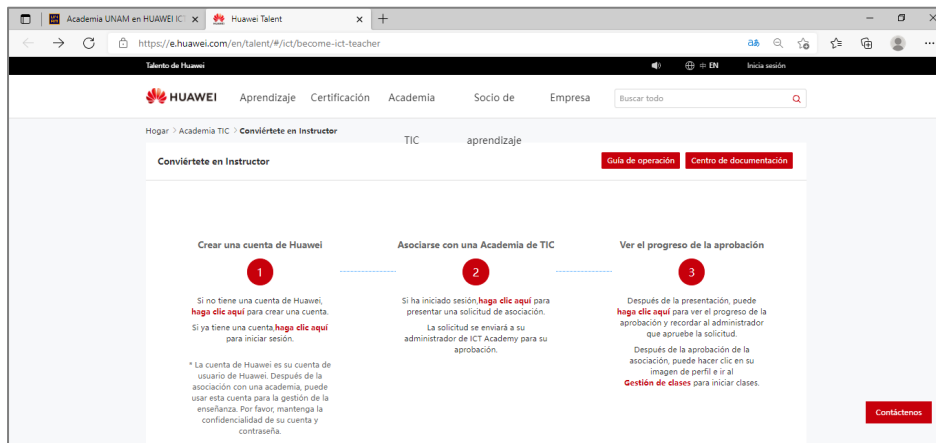 Academia UNAM en HUAWEI IC
Huawei Talent
https://e.huawei.com/en/talent/#/ict/become-ict-teacher
Talento de Huawei
中 EN
Inicia sesión
HUAWEI
Aprendizaje
Certificación
Academia
TIC
Socio de
aprendizaje
Empresa
Buscar todo
Hogar > Academia TIC > Conviértete en Instructor
Conviértete en Instructor
Guía de operación
Centro de documentación
Crear una cuenta de Huawei
1
Si no tiene una cuenta de Huawei,
haga clic aquí para crear una cuenta.
Si ya tiene una cuenta,haga clic aquí
para iniciar sesión.
* La cuenta de Huawei es su cuenta de
usuario de Huawei. Después de la
asociación con una academia, puede
usar esta cuenta para la gestión de la
enseñanza. Por favor, mantenga la
confidencialidad de su cuenta y
contraseña.
Asociarse con una Academia de TIC
2
Si ha iniciado sesión,haga clic aquí para
presentar una solicitud de asociación.
La solicitud se enviará a su
administrador de ICT Academy para su
aprobación.
Ver el progreso de la aprobación
3
Después de la presentación, puede
haga clic aquí para ver el progreso de la
aprobación y recordar al administrador
que apruebe la solicitud.
Después de la aprobación de la
asociación, puede hacer clic en su
imagen de perfil e ir al
Gestión de clases para iniciar clases.
Contáctenos